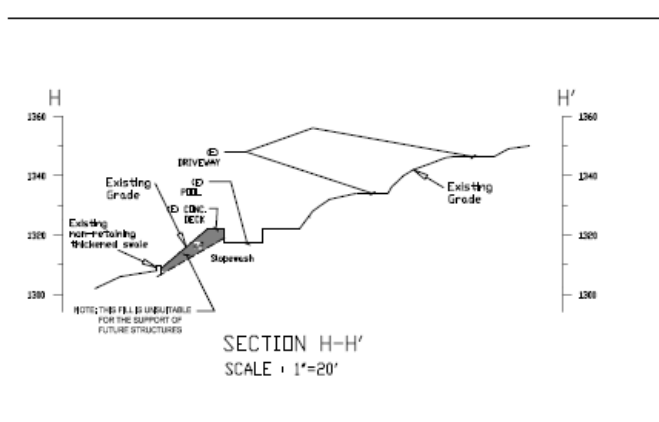 H
H'
1360
1340
1320
1300
1360
1340
1320
1300
(E)
DRIVEWAY
(E)
POOL
(E) CONC.
DECK
Existing
Grade
Existing
non-retaining
thickened swale
Slopewash
Existing
Grade
NOTE; THIS FILL IS UNSUITABLE
FOR THE SUPPORT OF
FUTURE STRUCTURES
SECTION H-H'
SCALE : 1"=20'